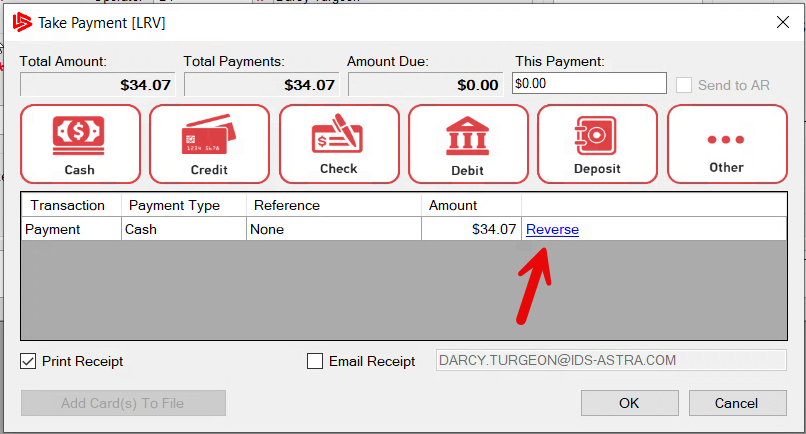 Take Payment [LRV]
Total Amount: Total Payments: Amount Due: This Payment:
$34.07 $34.07 $0.00 $0.00 Send to AR
1234 5678
Cash Credit Check Debit Deposit Other
Transaction Payment Type Reference Amount
Payment Cash None $34.07 Reverse
Print Receipt Email Receipt DARCY.TURGEON@IDS-ASTRA.COM
Add Card(s) To File OK Cancel